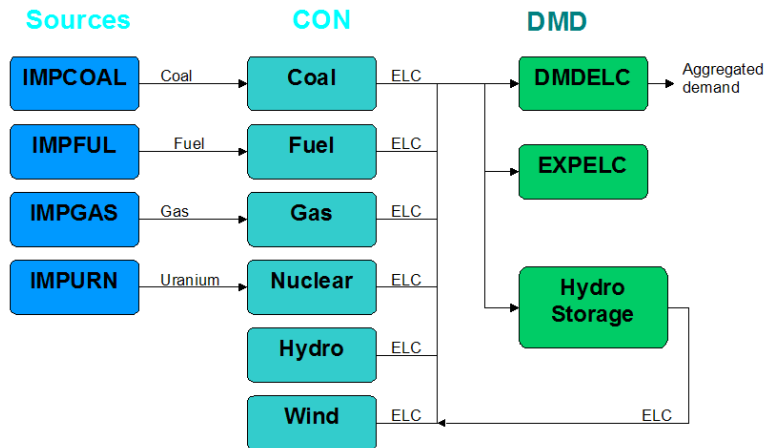 Sources
CON
DMD
IMPCOAL
Coal
Coal
ELC
DMDELC
Aggregated
demand
IMPFUL
Fuel
Fuel
ELC
EXPELC
IMPGAS
Gas
Gas
ELC
IMPURN
Uranium
Nuclear
ELC
Hydro
Storage
Hydro
ELC
Wind
ELC
ELC